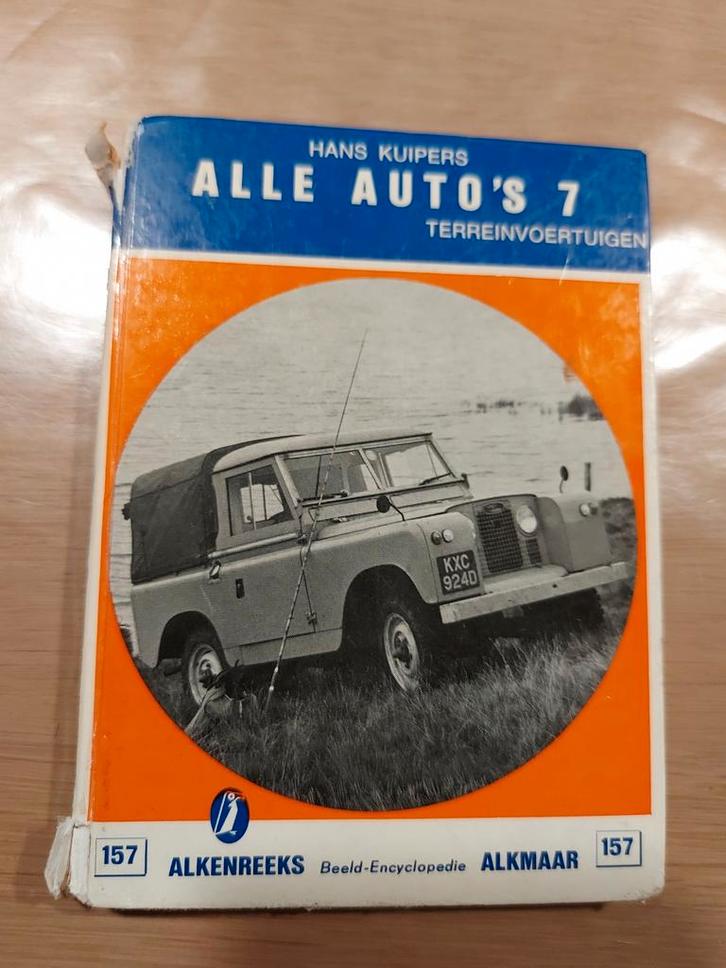 HANS KUIPERS
ALLE AUTO'S 7
TERREINVOERTUIGEN
KXC
924D
157 ALKENREEKS Beeld-Encyclopedie ALKMAAR 157